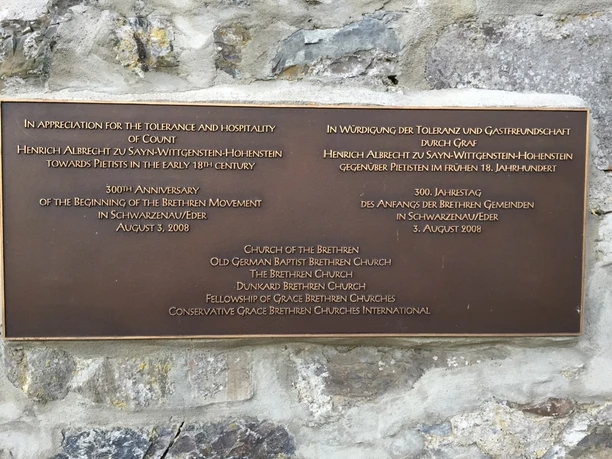 In appreciation for the tolerance and hospitality
of Count
Henrich Albrecht zu Sayn-Wittgenstein-Hohenstein
towards Pietists in the early 18th century
300th Anniversary
of the Beginning of the Brethren Movement
in Schwarzenau/Eder
August 3, 2008
In Würdigung der Toleranz und Gastfreundschaft
durch Graf
Henrich Albrecht zu Sayn-Wittgenstein-Hohenstein
gegenüber Pietisten im frühen 18. Jahrhundert
300. Jahrestag
des Anfangs der Brethren Gemeinden
in Schwarzenau/Eder
3. August 2008
Church of the Brethren
Old German Baptist Brethren Church
The Brethren Church
Dunkard Brethren Church
Fellowship of Grace Brethren Churches
Conservative Grace Brethren Churches International